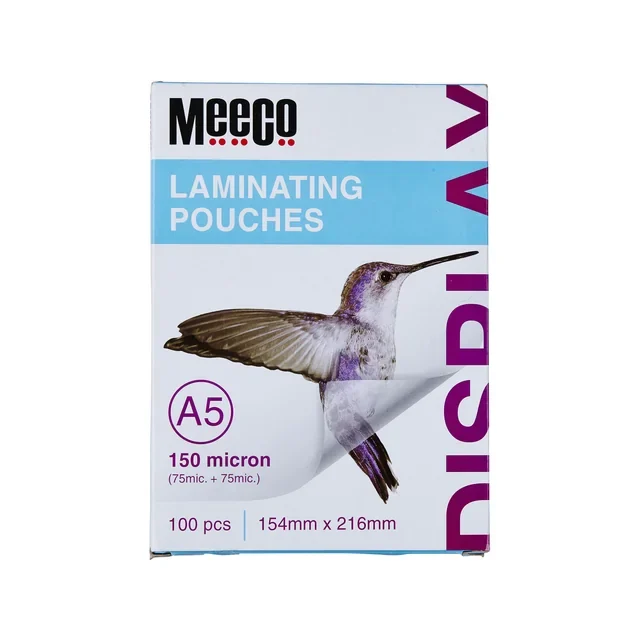 MeeCo
LAMINATING
POUCHES
DISPLAY
A5
150 micron
(75mic. + 75mic.)
100 pcs | 154mm x 216mm